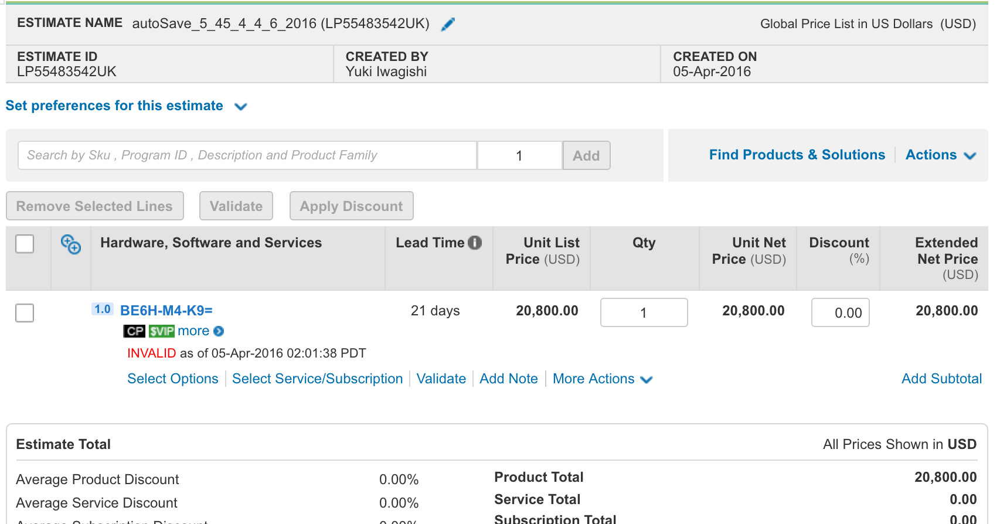 ESTIMATE NAME autoSave_5_45_4_4_6_2016 (LP55483542UK) Global Price List in US Dollars (USD)
ESTIMATE ID CREATED BY CREATED ON
LP55483542UK Yuki Iwagishi 05-Apr-2016
Set preferences for this estimate
Search by Sku , Program ID , Description and Product Family 1 Add Find Products & Solutions Actions
Remove Selected Lines Validate Apply Discount
Hardware, Software and Services Lead Time i Unit List Qty Unit Net Discount Extended
Price (USD) Price (USD) (%) Net Price
(USD)
1.0 BE6H-M4-K9= 21 days 20,800.00 1 20,800.00 0.00 20,800.00
CP $VIP more
INVALID as of 05-Apr-2016 02:01:38 PDT
Select Options Select Service/Subscription Validate Add Note More Actions Add Subtotal
Estimate Total All Prices Shown in USD
Average Product Discount 0.00% Product Total 20,800.00
Average Service Discount 0.00% Service Total 0.00
Average Subscription Discount 0.00% Subscription Total 0.00